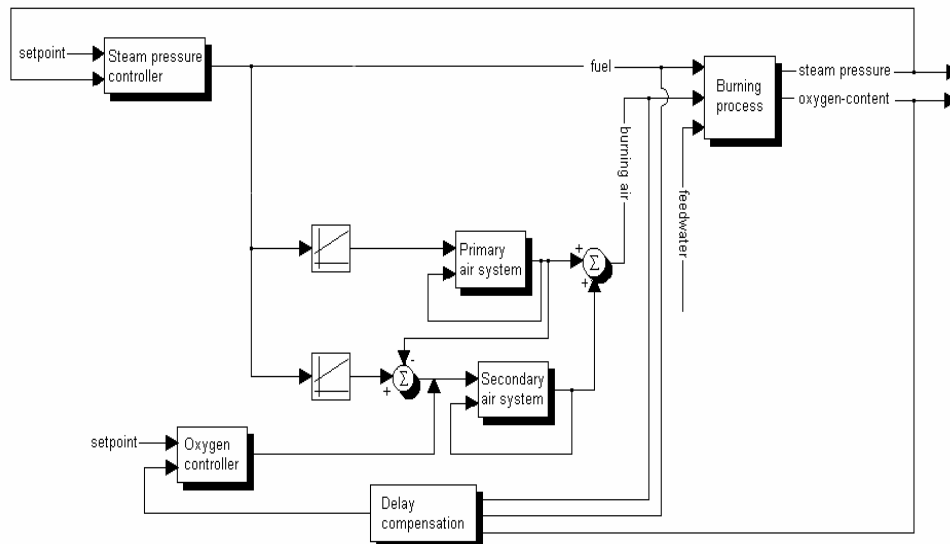 setpoint
Steam pressure
controller
fuel
Burning
process
steam pressure
oxygen-content
burning air
feedwater
Primary
air system
+
Σ
+
-
+
Σ
Secondary
air system
setpoint
Oxygen
controller
Delay
compensation